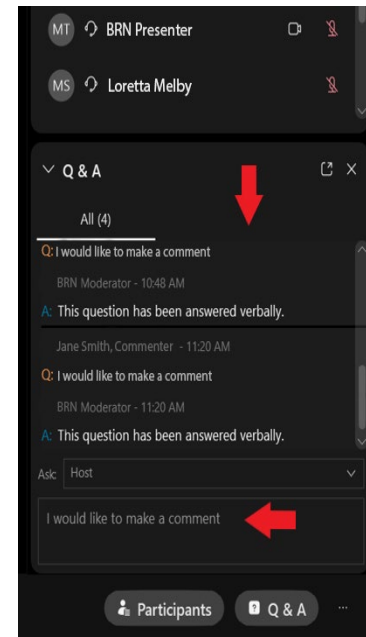 MT BRN Presenter
MS Loretta Melby
Q & A
All (4)
Q: I would like to make a comment
BRN Moderator - 10:48 AM
A: This question has been answered verbally.
Jane Smith, Commenter - 11:20 AM
Q: I would like to make a comment
BRN Moderator - 11:20 AM
A: This question has been answered verbally.
Ask: Host
I would like to make a comment
Participants Q & A